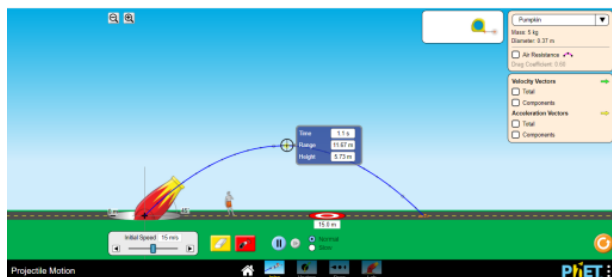 Pumpkin
Mass: 5 kg
Diameter: 0.37 m
Air Resistance
Drag Coefficient: 0.60
Velocity Vectors
Total
Components
Acceleration Vectors
Total
Components
Time 1.1 s
Range 11.67 m
Height 5.73 m
0 m
45°
15.0 m
Initial Speed 15 m/s
Normal
Slow
Projectile Motion
PhET